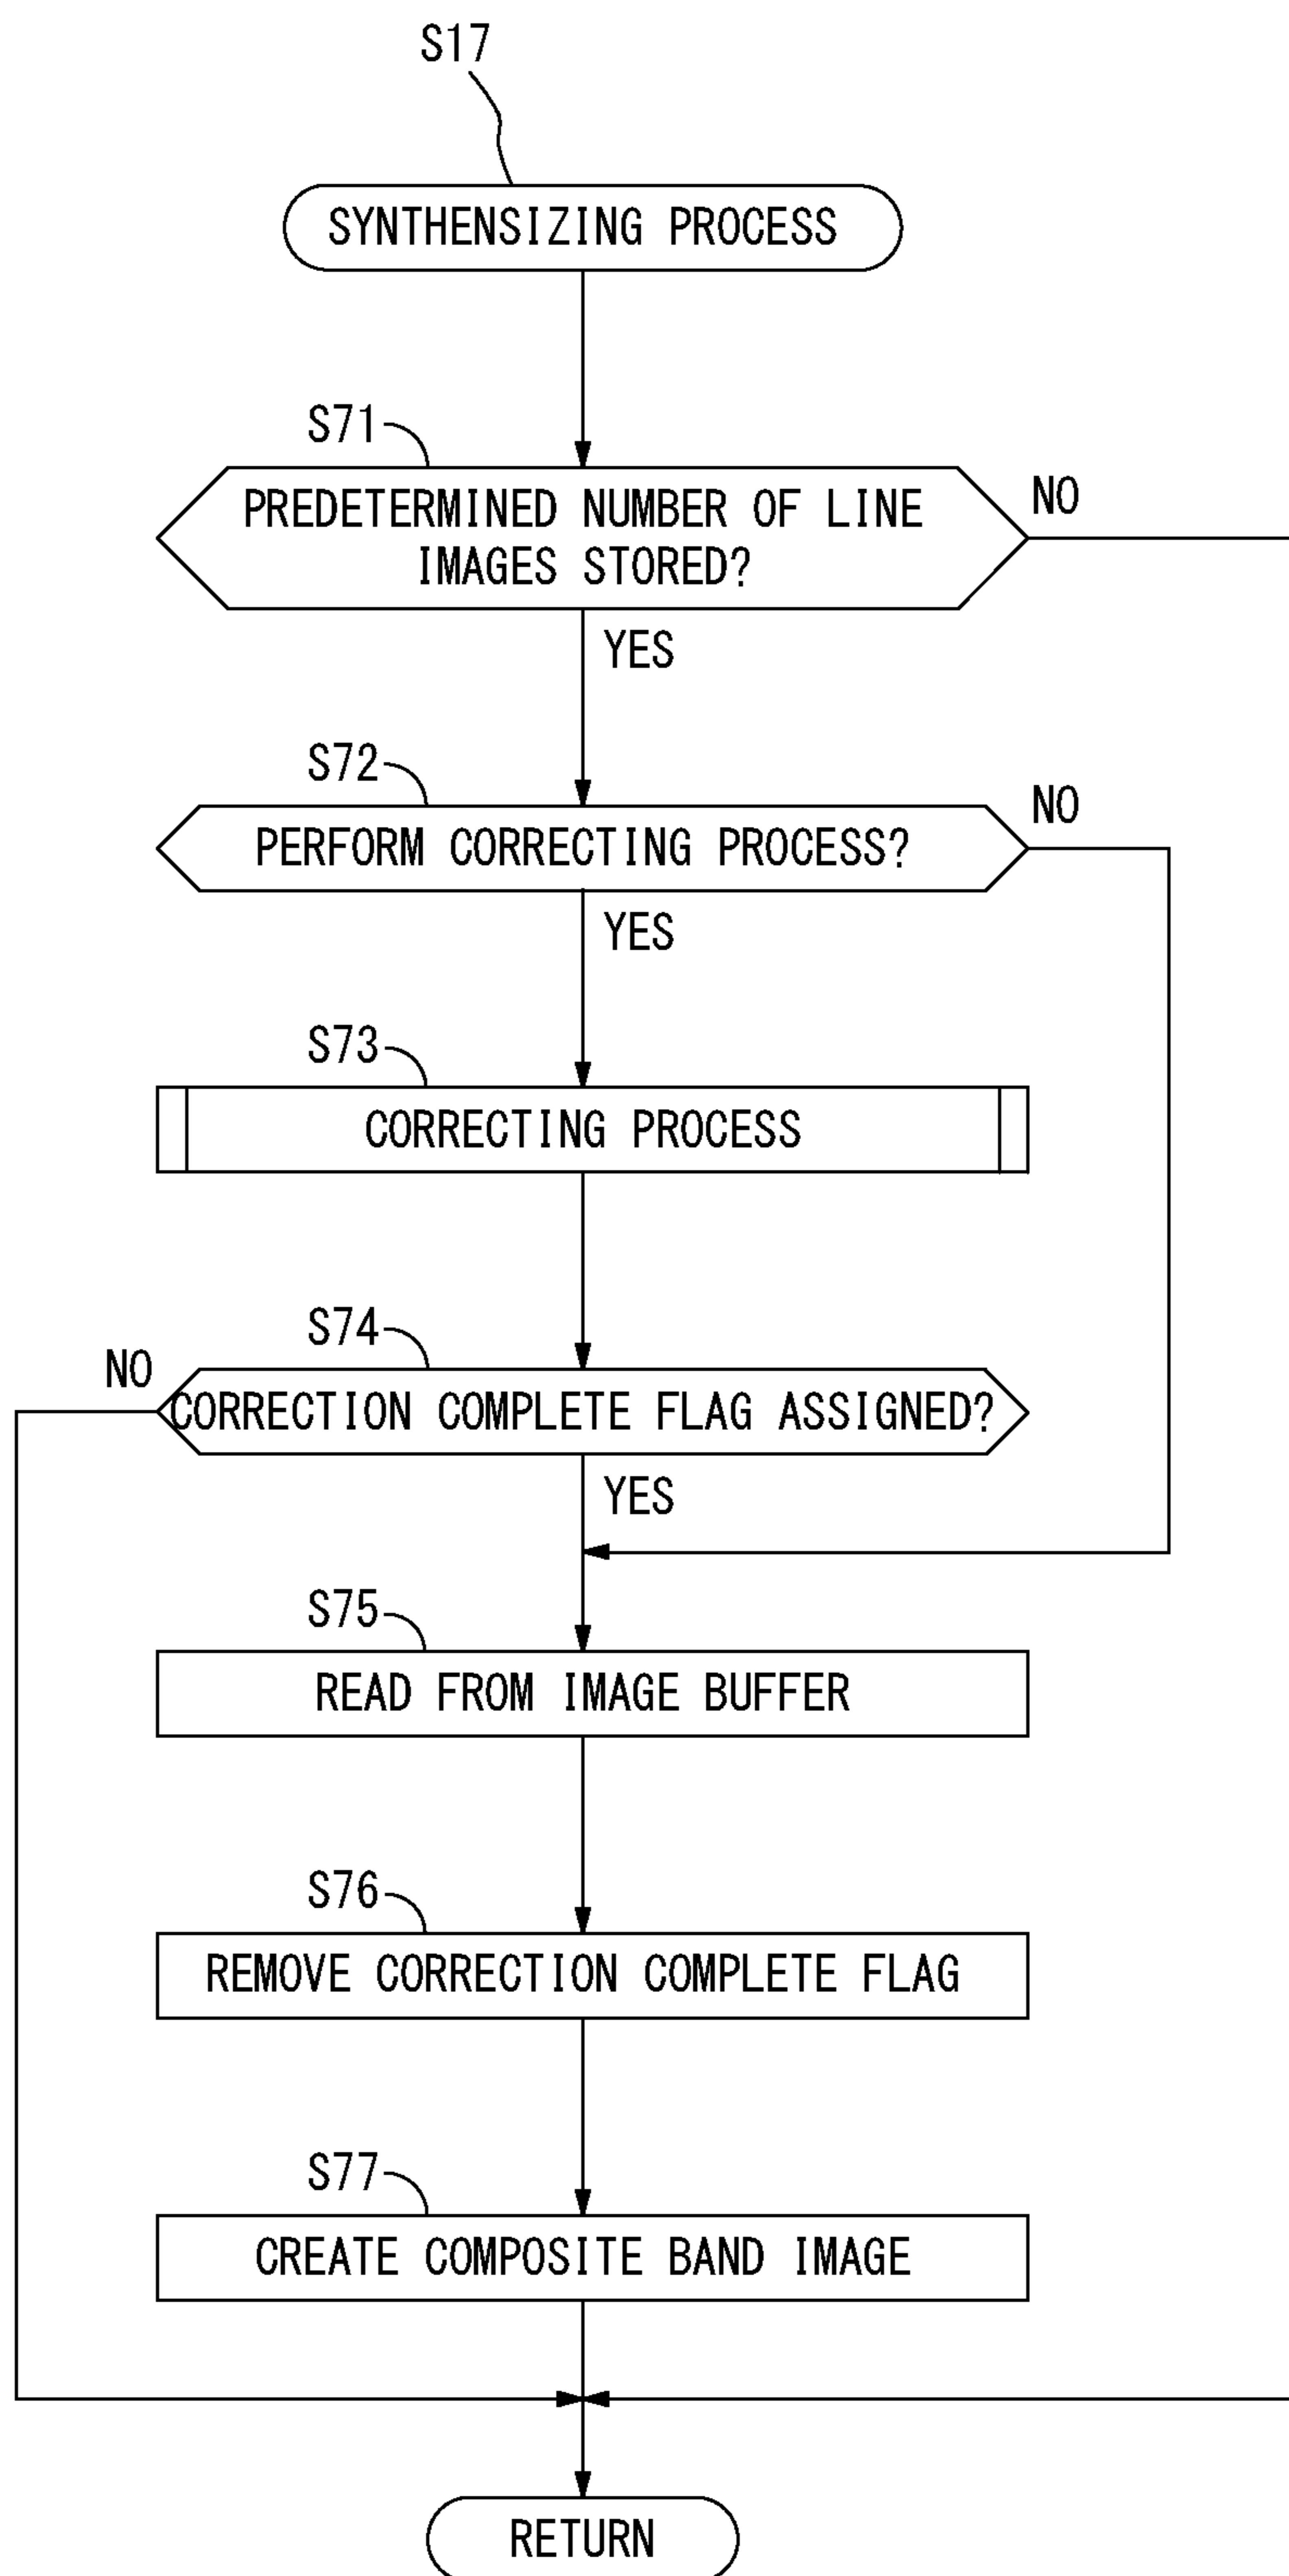 S17
SYNTHENSIZING PROCESS
S71
PREDETERMINED NUMBER OF LINE
IMAGES STORED?
NO
YES
S72
PERFORM CORRECTING PROCESS?
NO
YES
S73
CORRECTING PROCESS
S74
NO
CORRECTION COMPLETE FLAG ASSIGNED?
YES
S75
READ FROM IMAGE BUFFER
S76
REMOVE CORRECTION COMPLETE FLAG
S77
CREATE COMPOSITE BAND IMAGE
RETURN